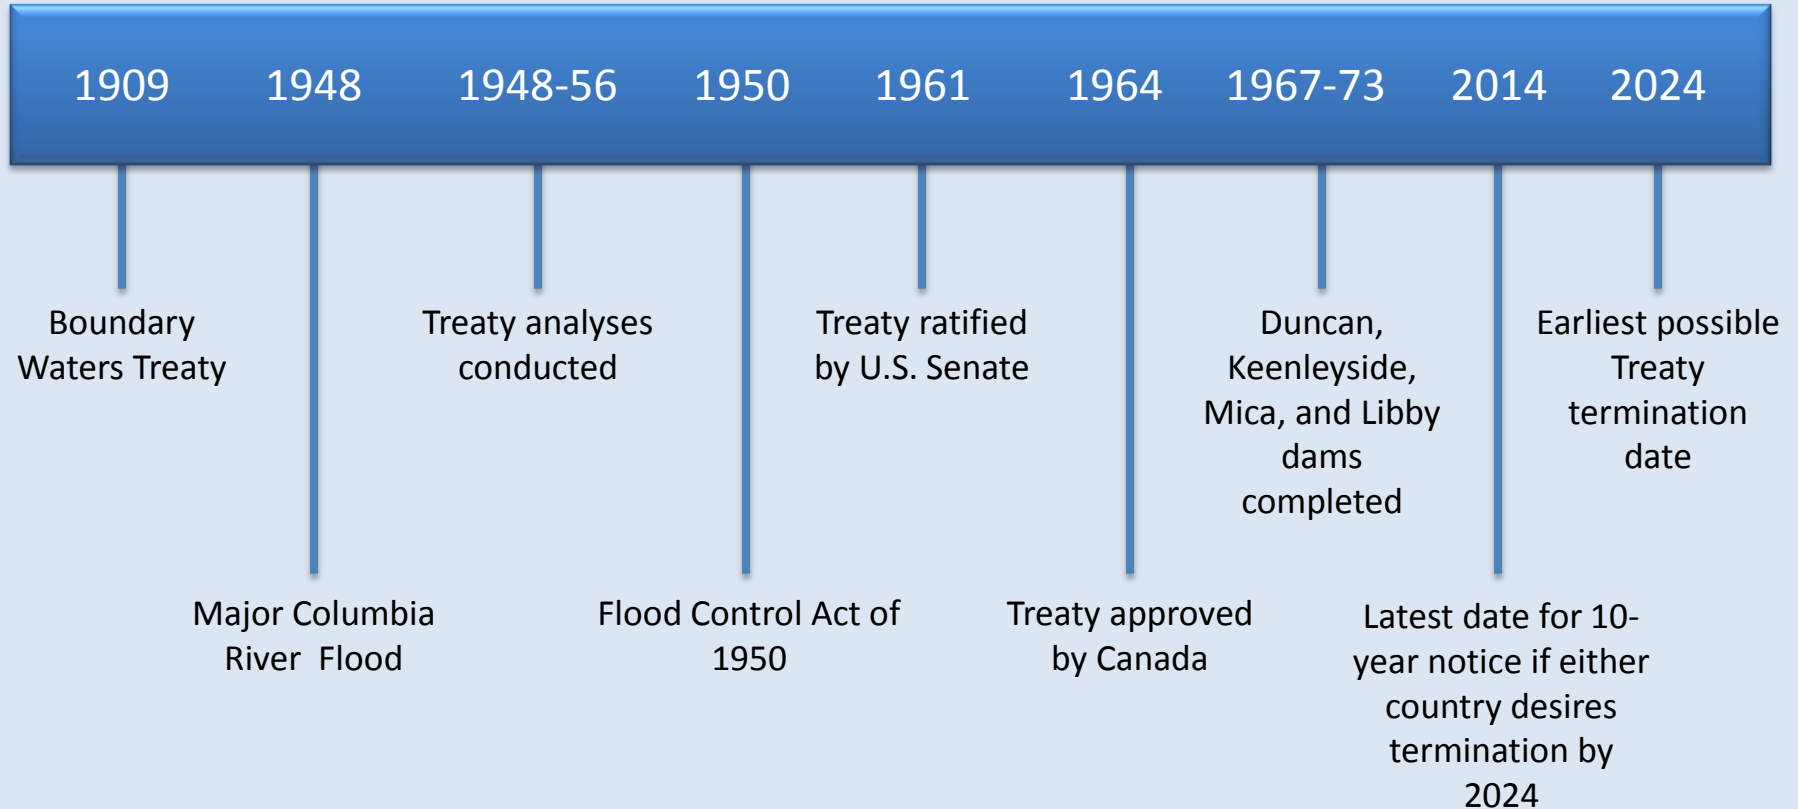 1909 1948 1948-56 1950 1961 1964 1967-73 2014 2024
Boundary
Waters Treaty
Major Columbia
River Flood
Treaty analyses
conducted
Flood Control Act of
1950
Treaty ratified
by U.S. Senate
Treaty approved
by Canada
Duncan,
Keenleyside,
Mica, and Libby
dams
completed
Latest date for 10-
year notice if either
country desires
termination by
2024
Earliest possible
Treaty
termination
date